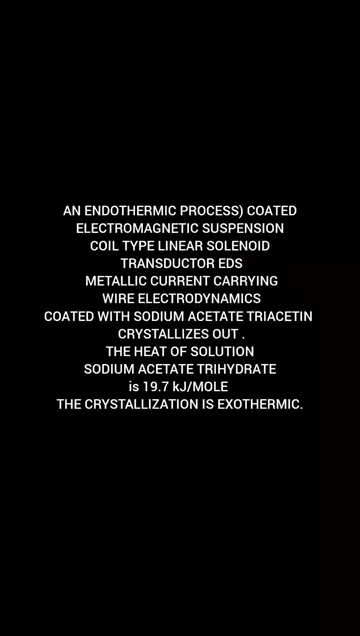 AN ENDOTHERMIC PROCESS) COATED
ELECTROMAGNETIC SUSPENSION
COIL TYPE LINEAR SOLENOID
TRANSDUCTOR EDS
METALLIC CURRENT CARRYING
WIRE ELECTRODYNAMICS
COATED WITH SODIUM ACETATE TRIACETIN
CRYSTALLIZES OUT .
THE HEAT OF SOLUTION
SODIUM ACETATE TRIHYDRATE
is 19.7 kJ/MOLE
THE CRYSTALLIZATION IS EXOTHERMIC.